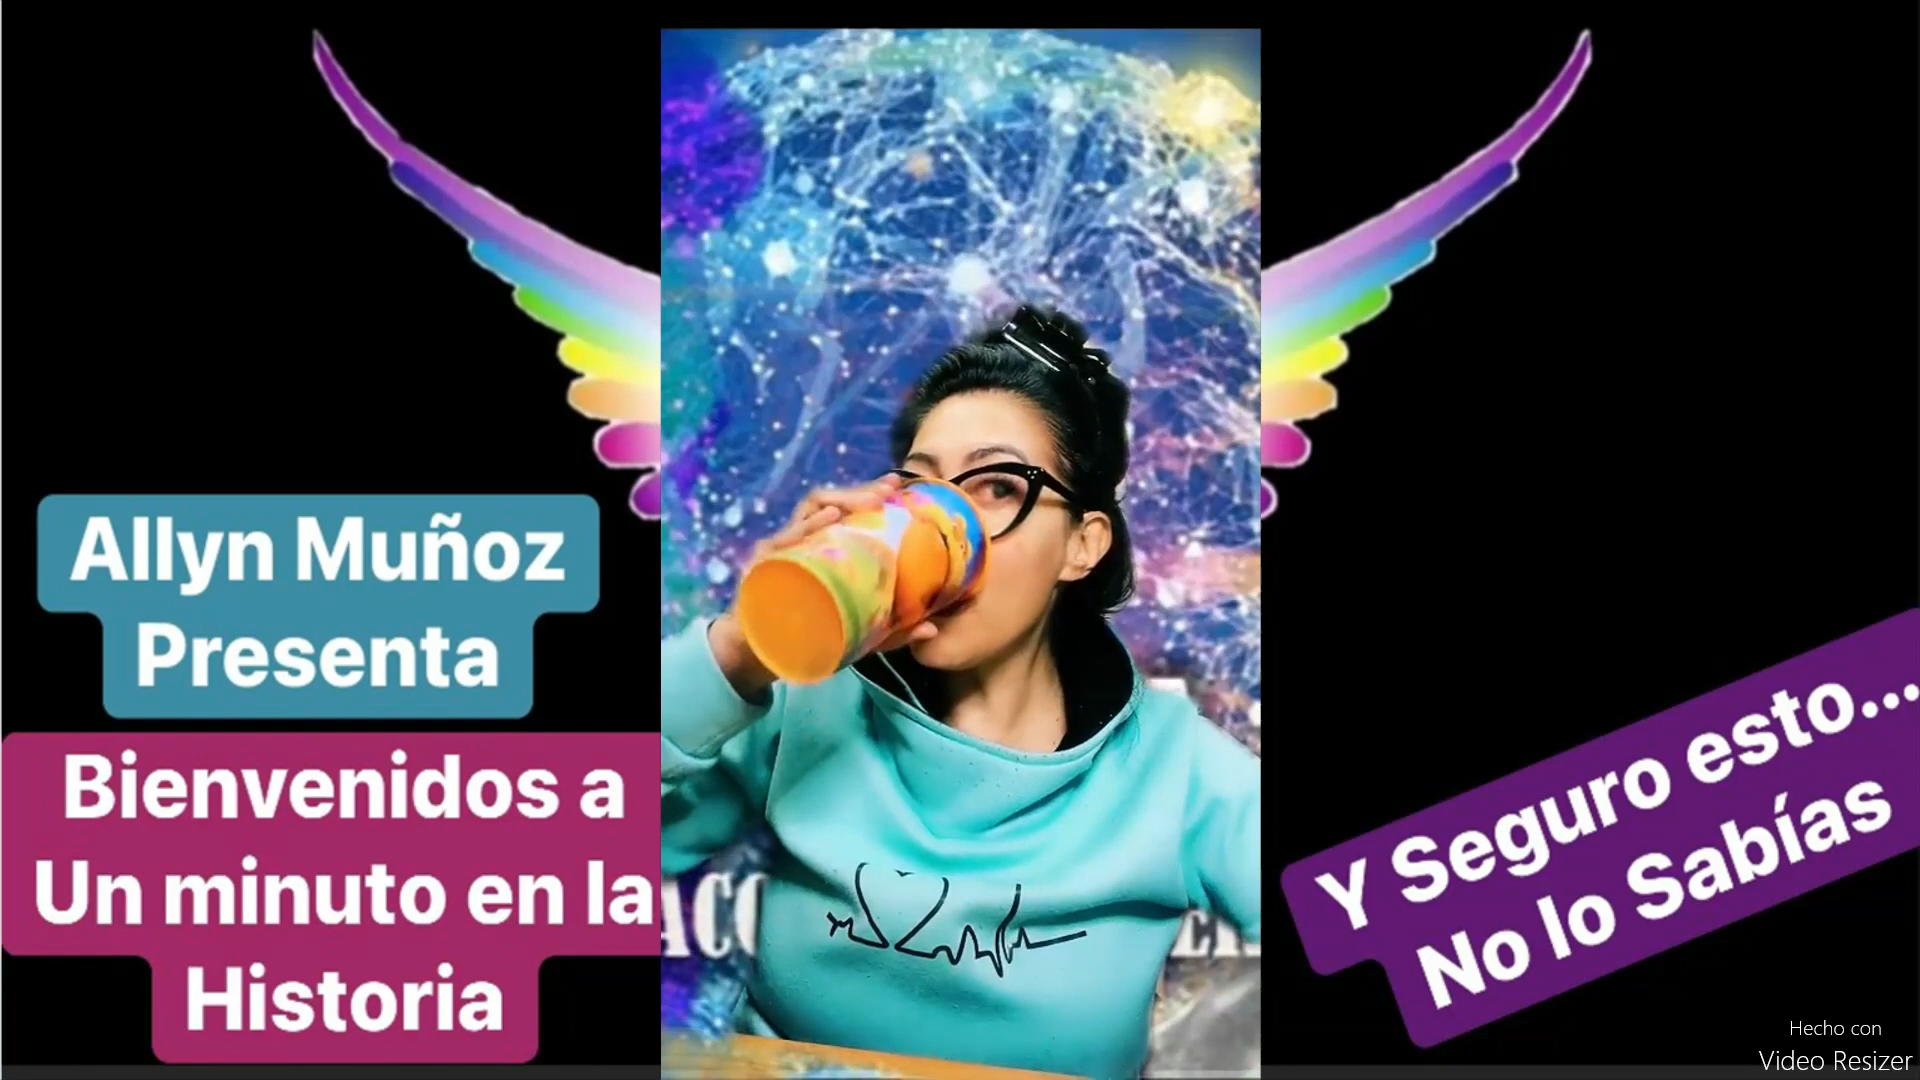 Allyn Muñoz
Presenta
Bienvenidos a
Un minuto en la
Historia
Y Seguro esto...
No lo Sabías
Hecho con
Video Resizer